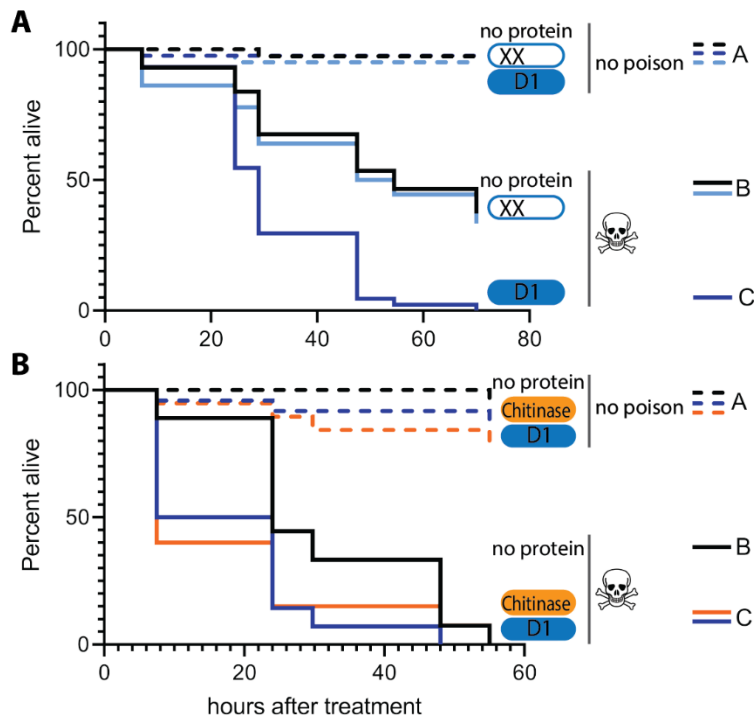 A
Percent alive
100
50
0
0 20 40 60 80
no protein
XX
D1
no poison
A
no protein
XX
B
D1
C
B
Percent alive
100
50
0
0 20 40 60
hours after treatment
no protein
Chitinase
D1
no poison
A
no protein
B
Chitinase
D1
C